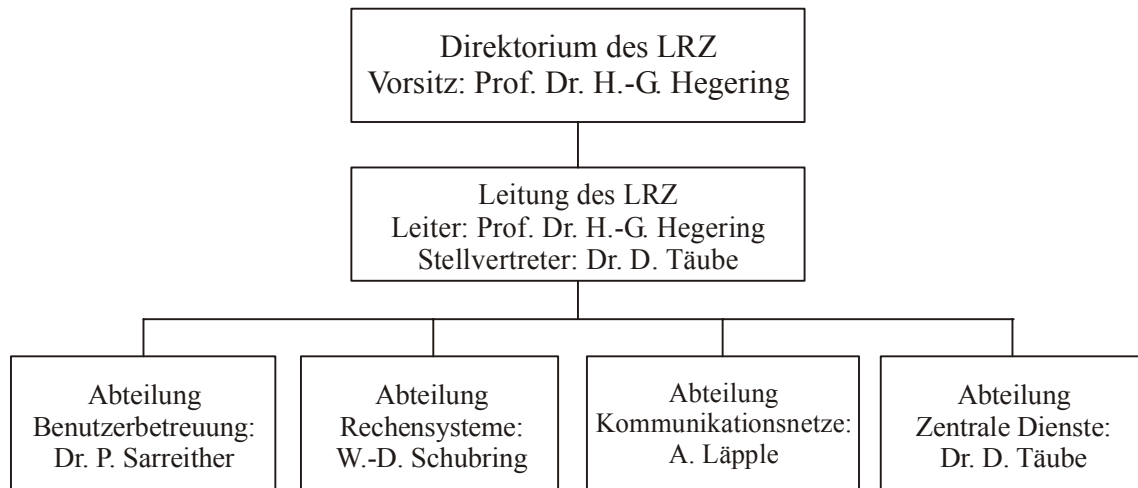 Direktorium des LRZ
Vorsitz: Prof. Dr. H.-G. Hegering
Leitung des LRZ
Leiter: Prof. Dr. H.-G. Hegering
Stellvertreter: Dr. D. Täube
Abteilung
Benutzerbetreuung:
Dr. P. Sarreither
Abteilung
Rechensysteme:
W.-D. Schubring
Abteilung
Kommunikationsnetze:
A. Läpple
Abteilung
Zentrale Dienste:
Dr. D. Täube